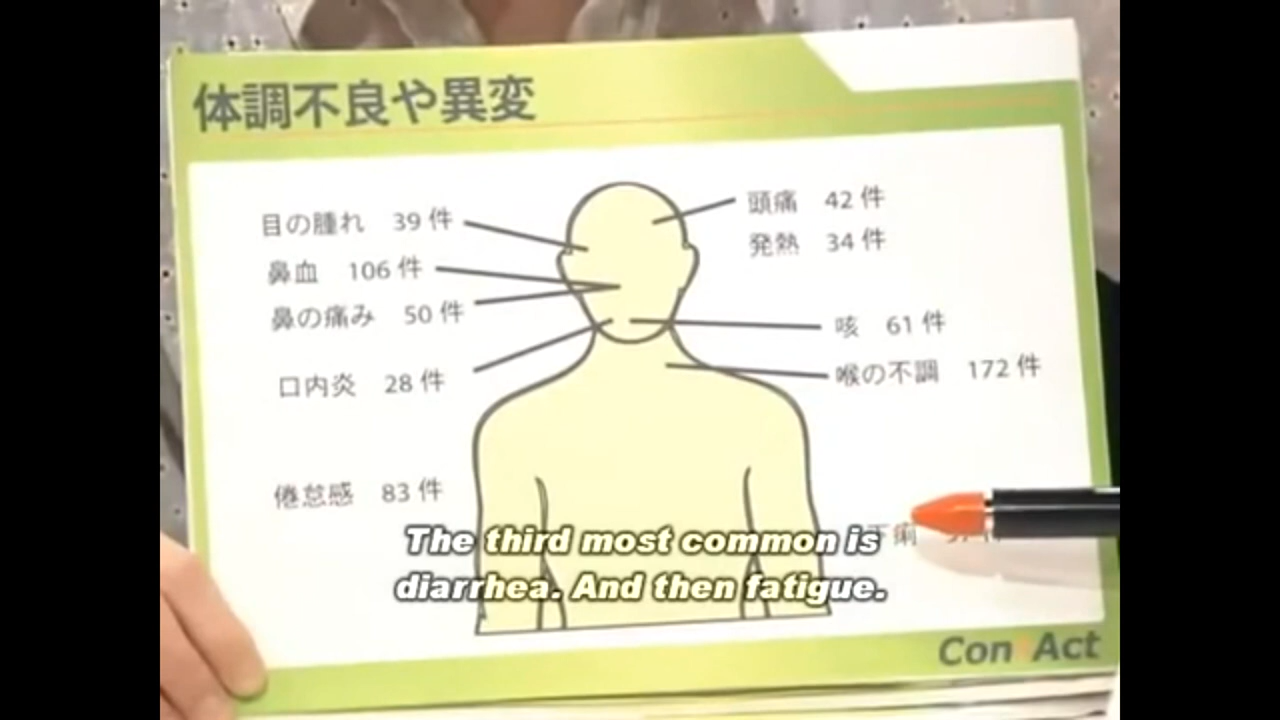 体調不良や異変
目の腫れ 39 件
鼻血 106 件
鼻の痛み 50 件
口内炎 28 件
倦怠感 83 件
頭痛 42 件
発熱 34 件
咳 61 件
喉の不調 172 件
下痢
The third most common is
diarrhea. And then fatigue.
Con Act